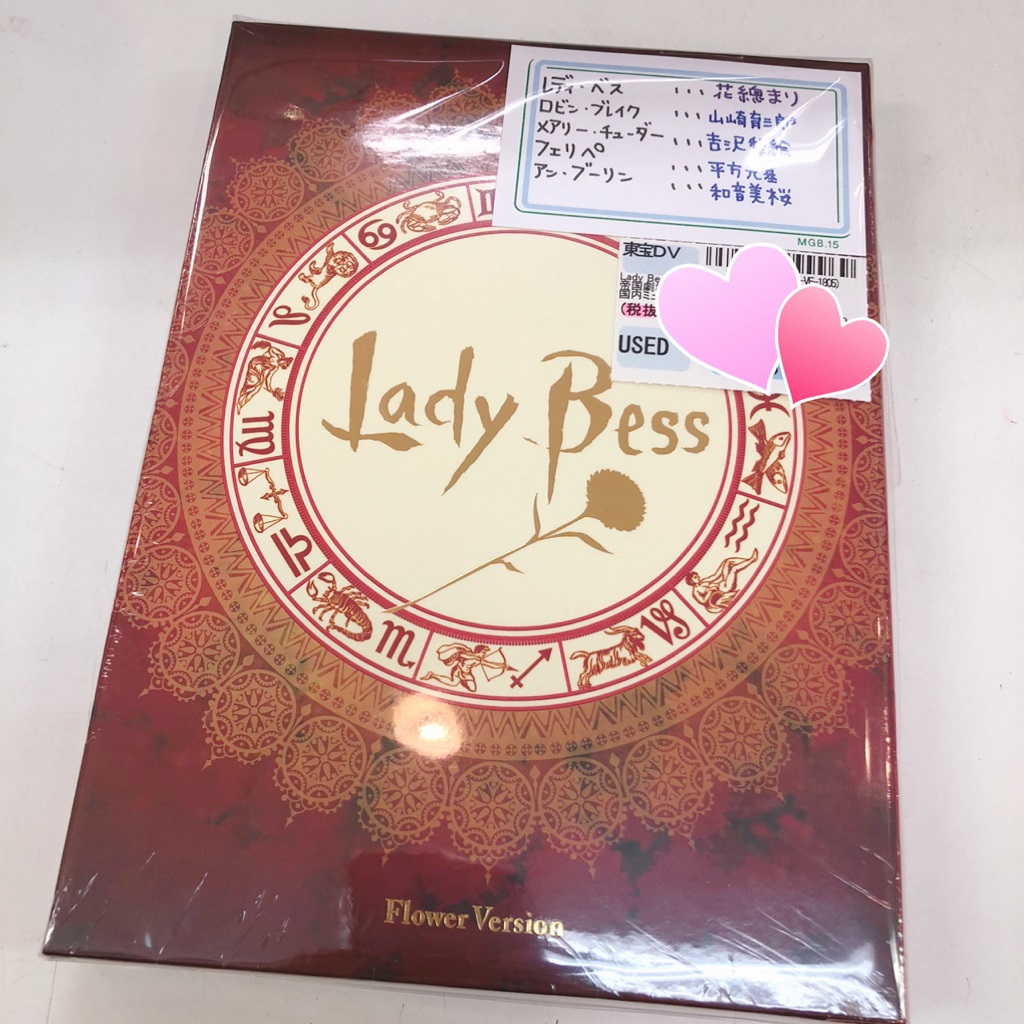 レディ・ベス ... 花總まり
ロビン・ブレイク ... 山崎育三郎
メアリー・チューダー ... 吉沢梨絵
フェリペ ... 平方元基
アン・ブーリン ... 和音美桜
MGB.15
東宝DV
-VF-1805)
Lady Be
帝国劇
国内ミュ
(税抜
USED
Lady Bess
Flower Version